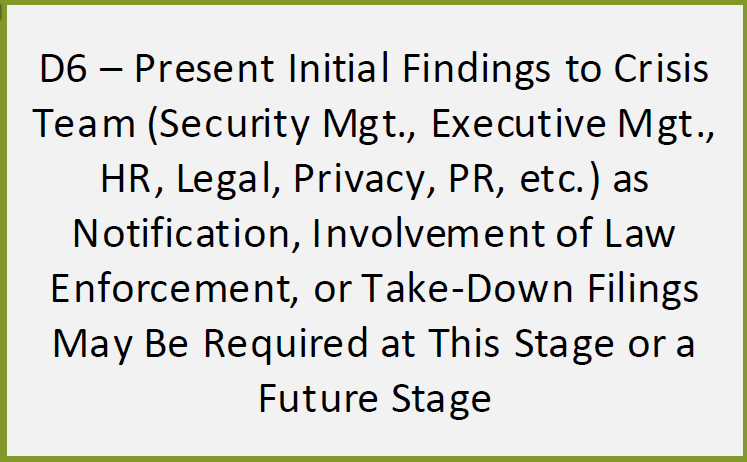 D6 – Present Initial Findings to Crisis
Team (Security Mgt., Executive Mgt.,
HR, Legal, Privacy, PR, etc.) as
Notification, Involvement of Law
Enforcement, or Take-Down Filings
May Be Required at This Stage or a
Future Stage